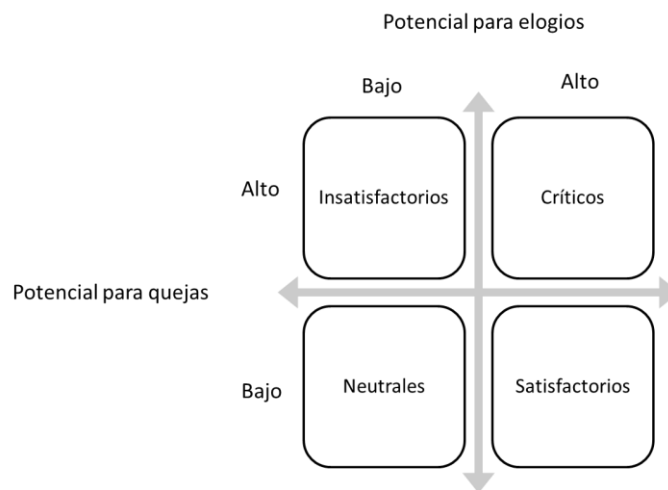 Potencial para elogios
Bajo
Alto
Alto
Insatisfactorios
Críticos
Potencial para quejas
Bajo
Neutrales
Satisfactorios